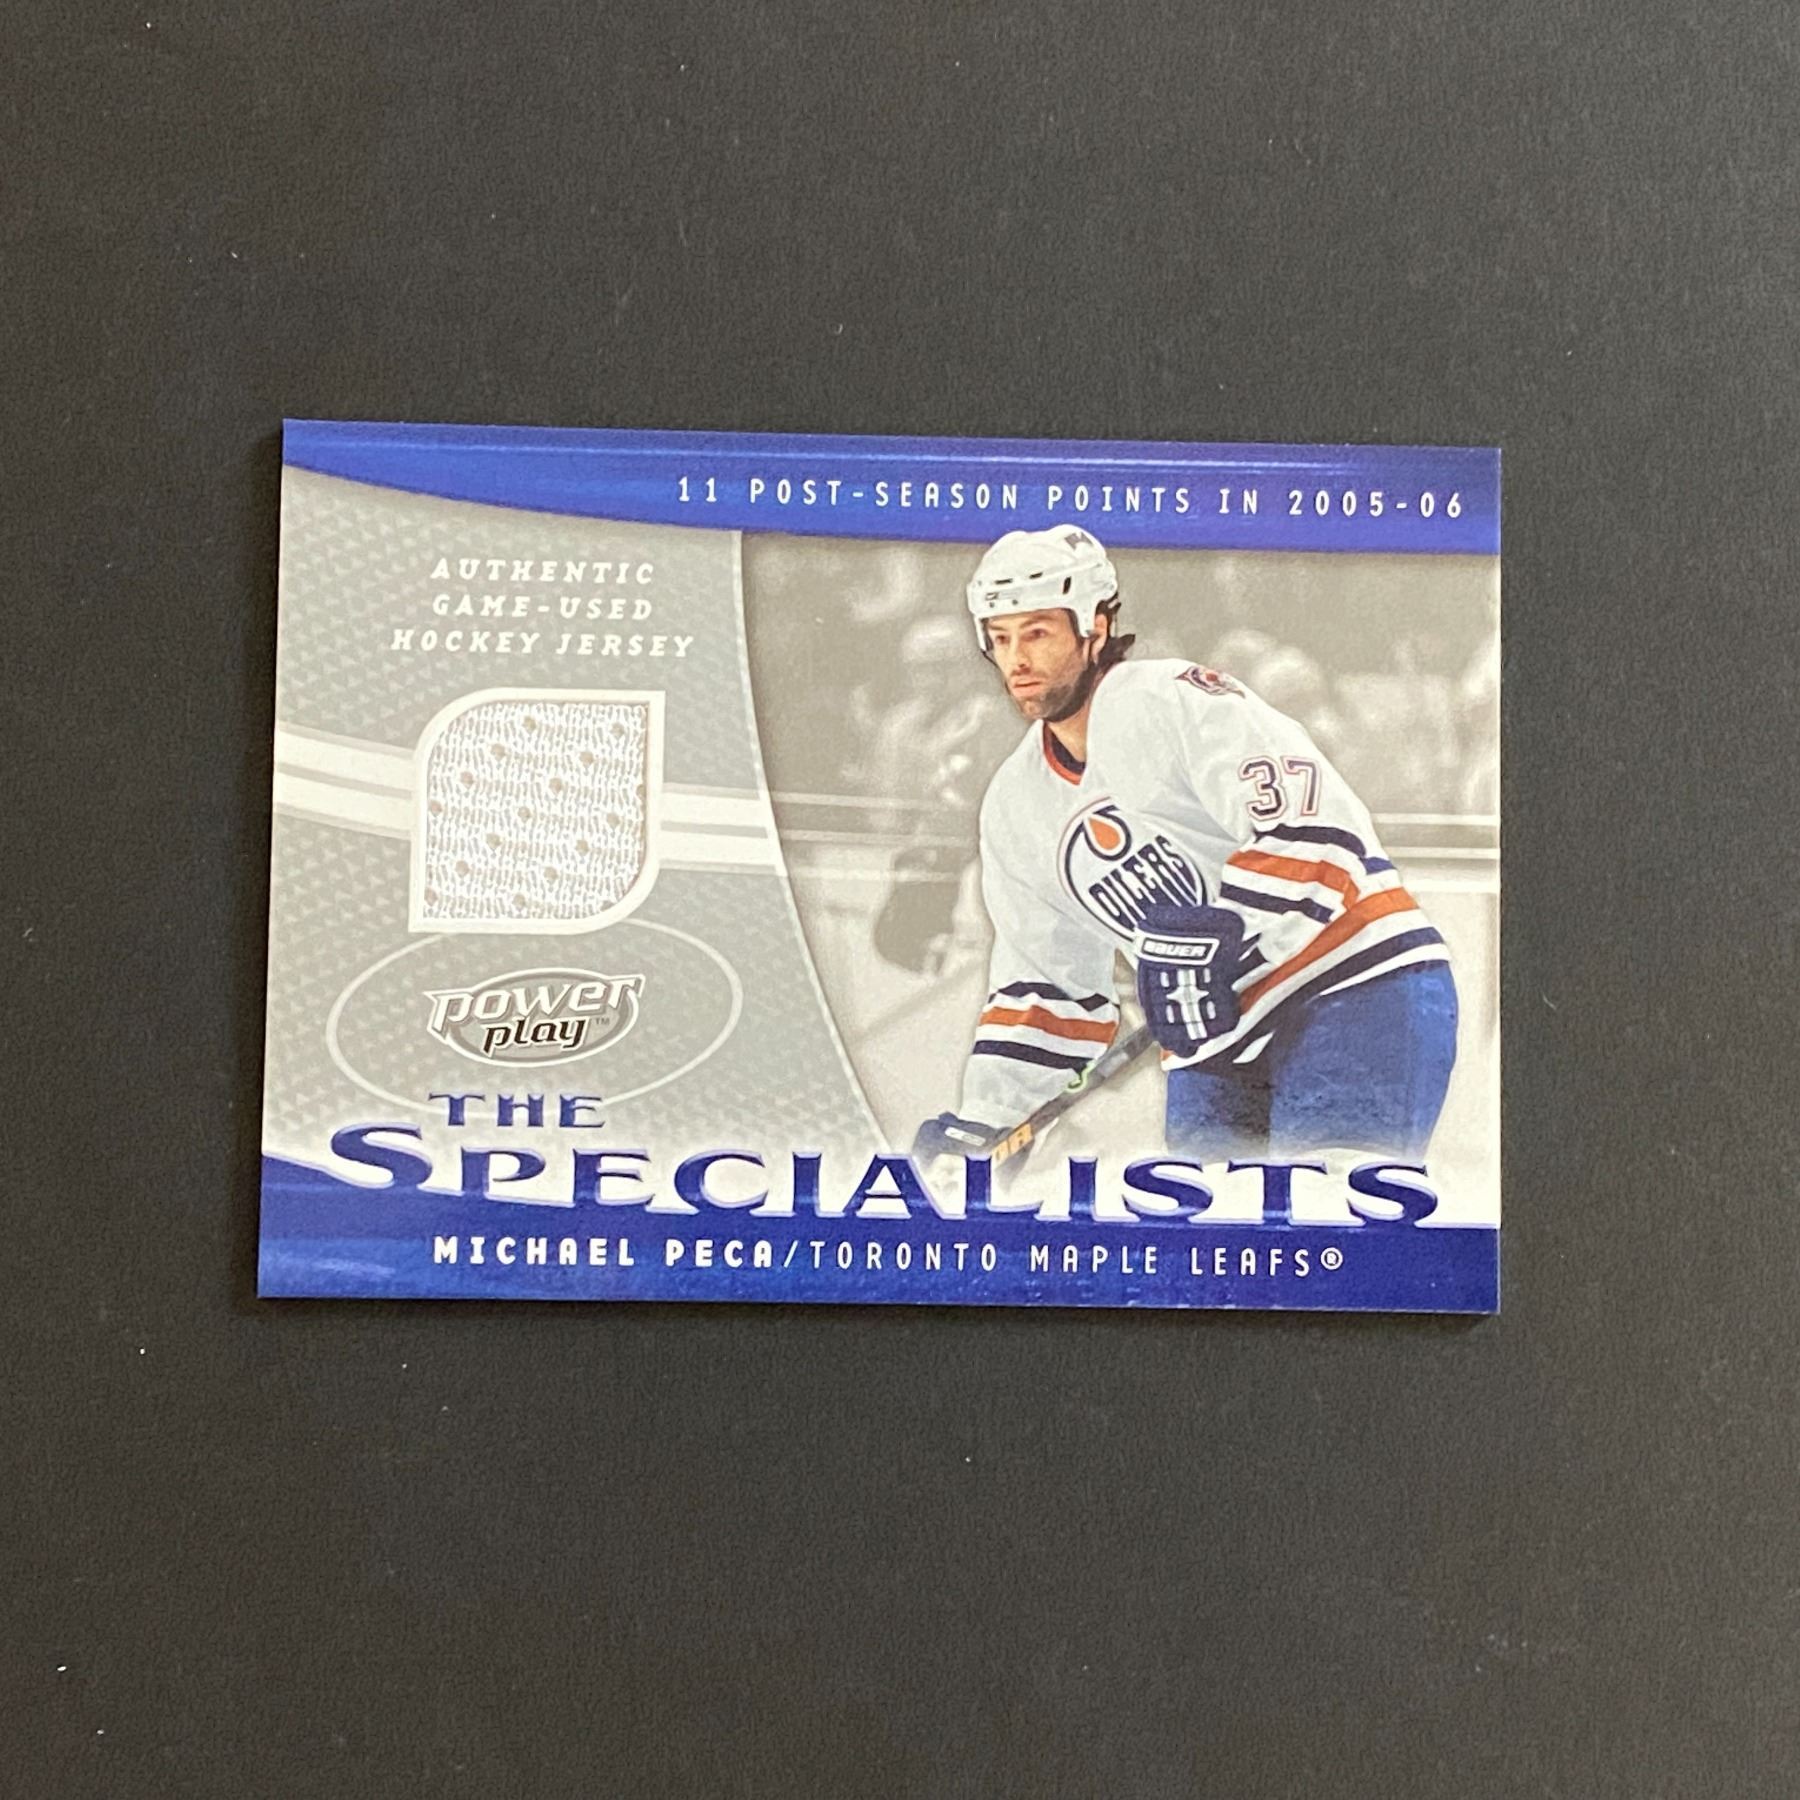 11 POST-SEASON POINTS IN 2005-06
AUTHENTIC
GAME-USED
HOCKEY JERSEY
37
OILERS
BAUER
power
play™
THE
SPECIALISTS
MICHAEL PECA/TORONTO MAPLE LEAFS®